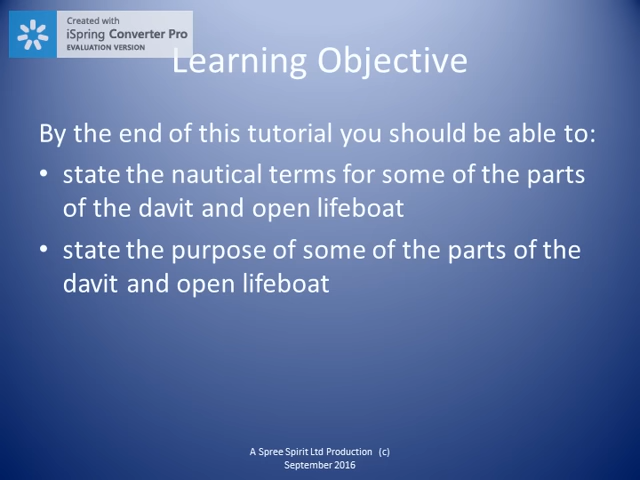 Created with
iSpring Converter Pro
EVALUATION VERSION
Learning Objective
By the end of this tutorial you should be able to:
• state the nautical terms for some of the parts
of the davit and open lifeboat
• state the purpose of some of the parts of the
davit and open lifeboat
A Spree Spirit Ltd Production (c)
September 2016